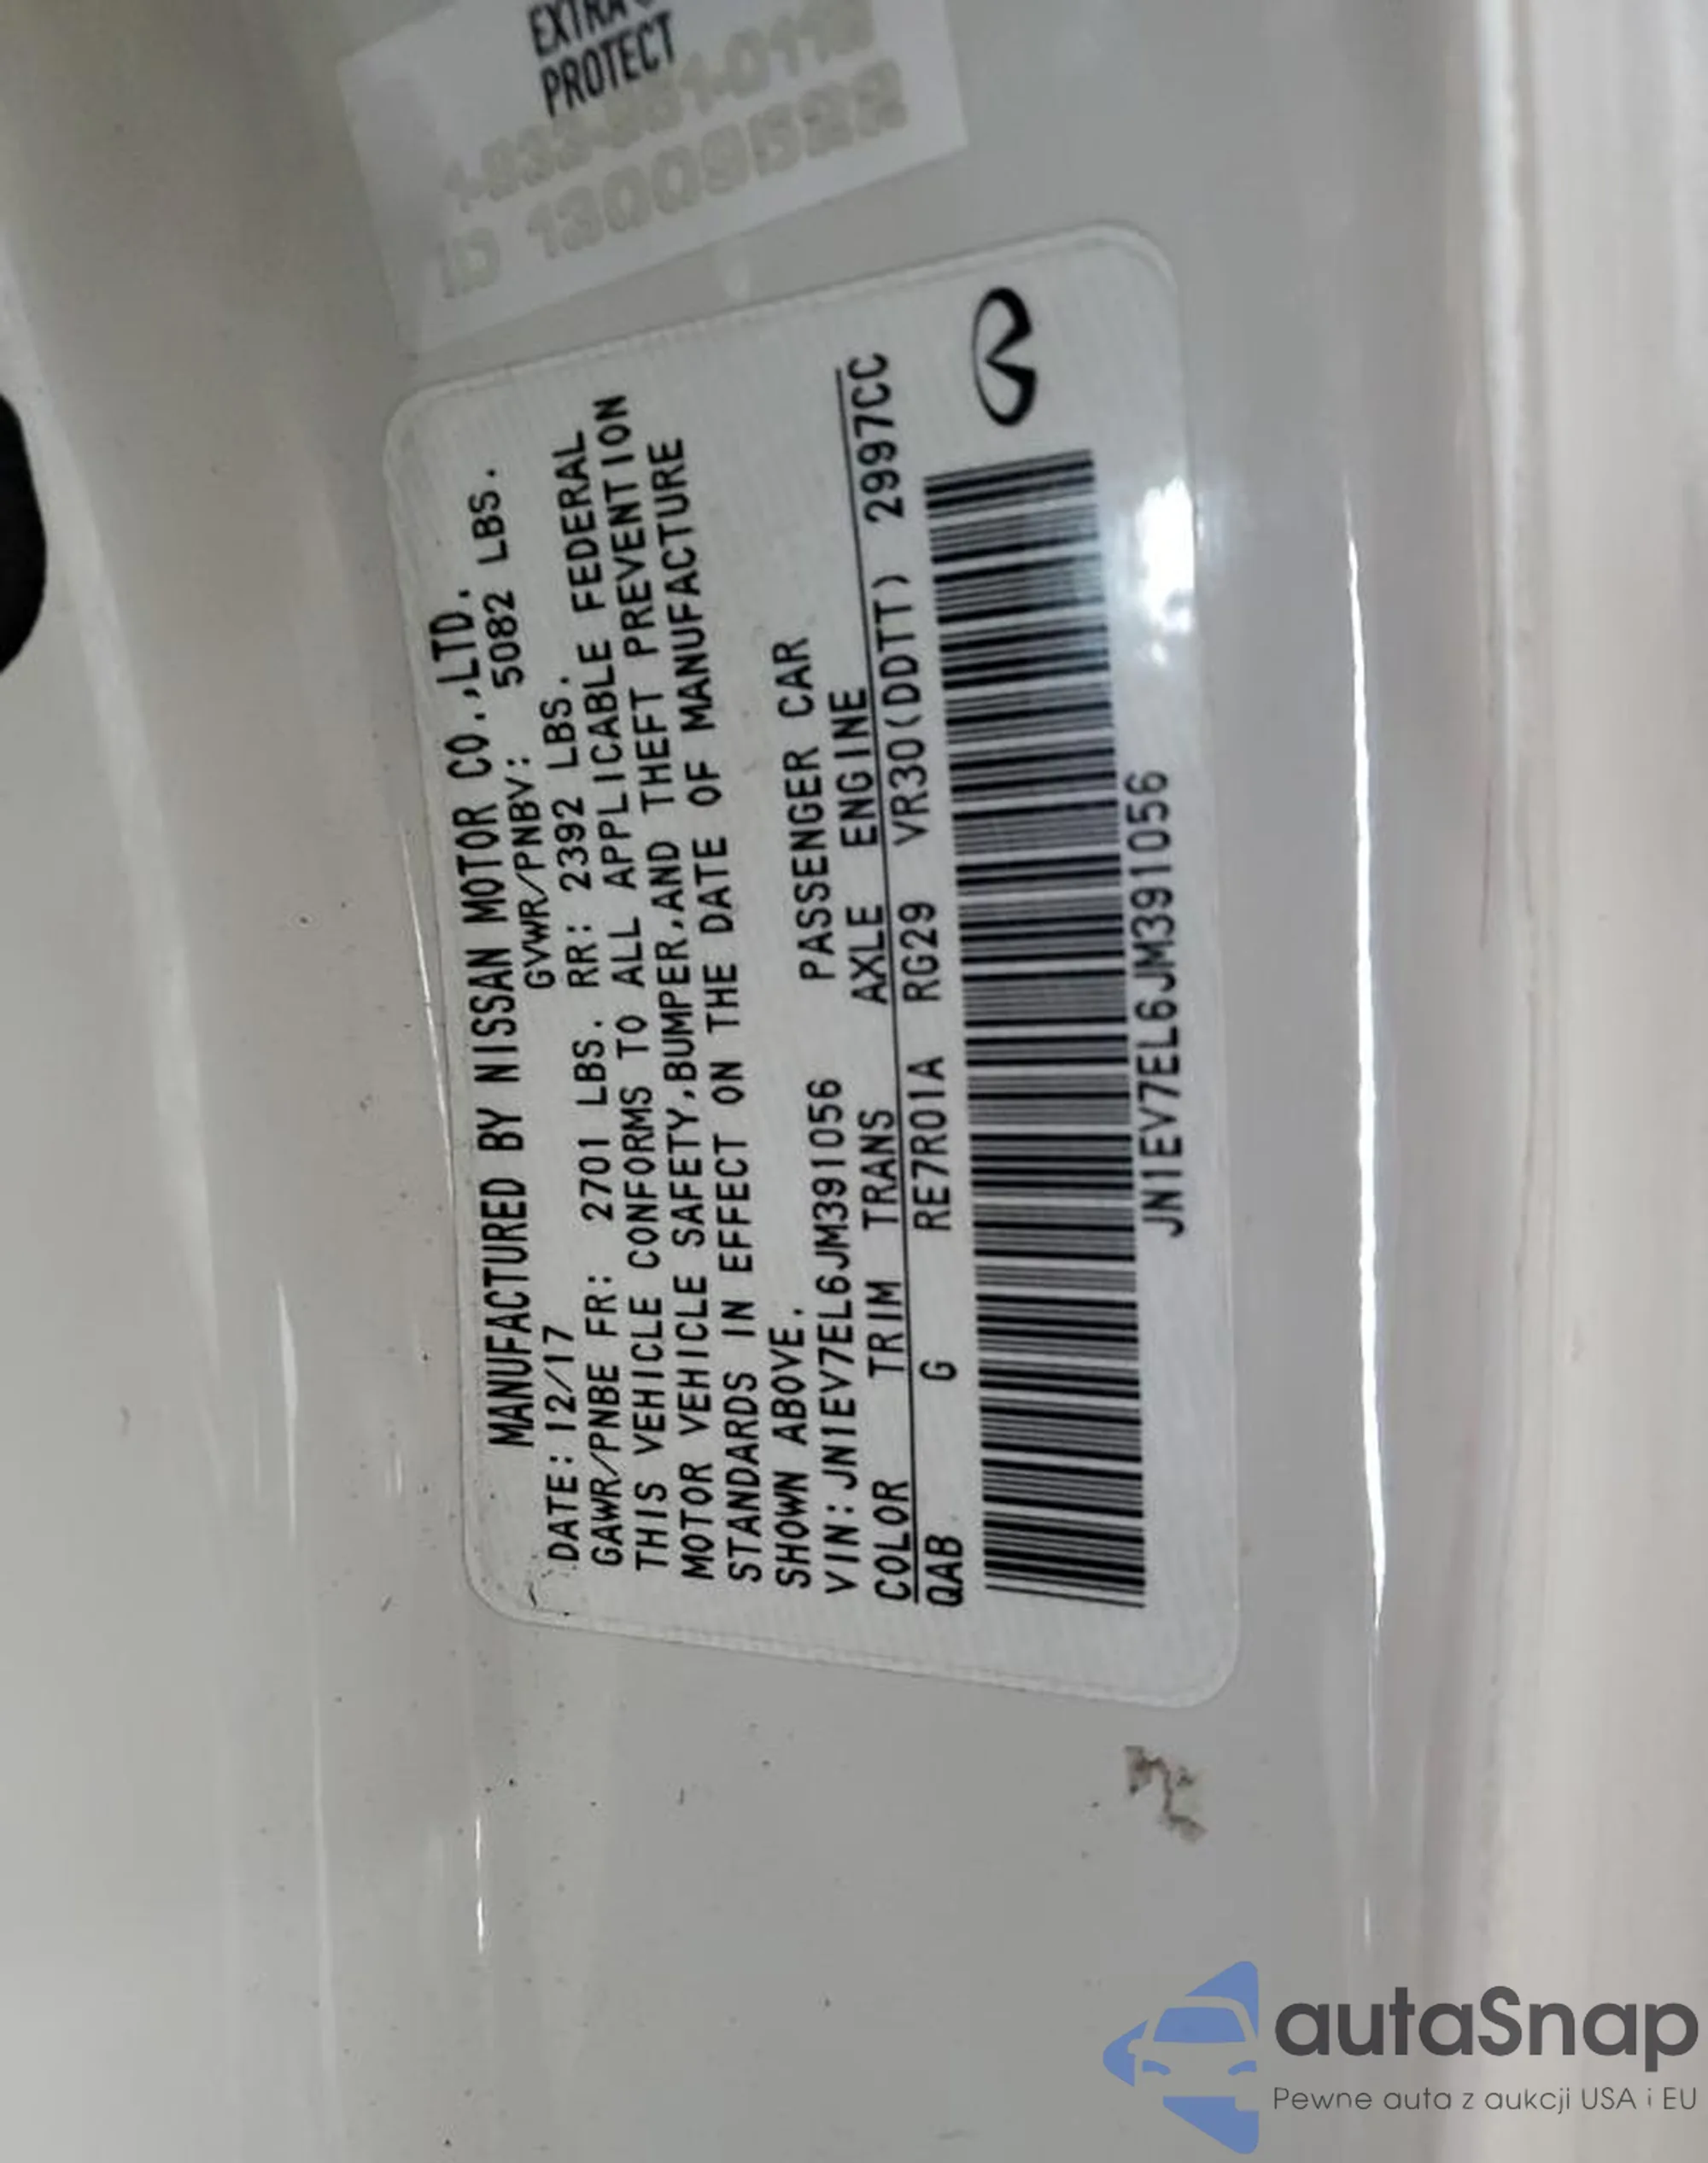 EXTRA
PROTECT
ID 13009522
MANUFACTURED BY NISSAN MOTOR CO.,LTD.
DATE:12/17 GVWR/PNBV: 5082 LBS.
GAWR/PNBE FR: 2701 LBS. RR: 2392 LBS.
THIS VEHICLE CONFORMS TO ALL APPLICABLE FEDERAL
MOTOR VEHICLE SAFETY,BUMPER,AND THEFT PREVENTION
STANDARDS IN EFFECT ON THE DATE OF MANUFACTURE
SHOWN ABOVE.
VIN:JN1EV7EL6JM391056 PASSENGER CAR
COLOR TRIM TRANS AXLE ENGINE
QAB G RE7R01A RG29 VR30(DDTT) 2997CC
JN1EV7EL6JM391056
autaSnap
Pewne auta z aukcji USA i EU